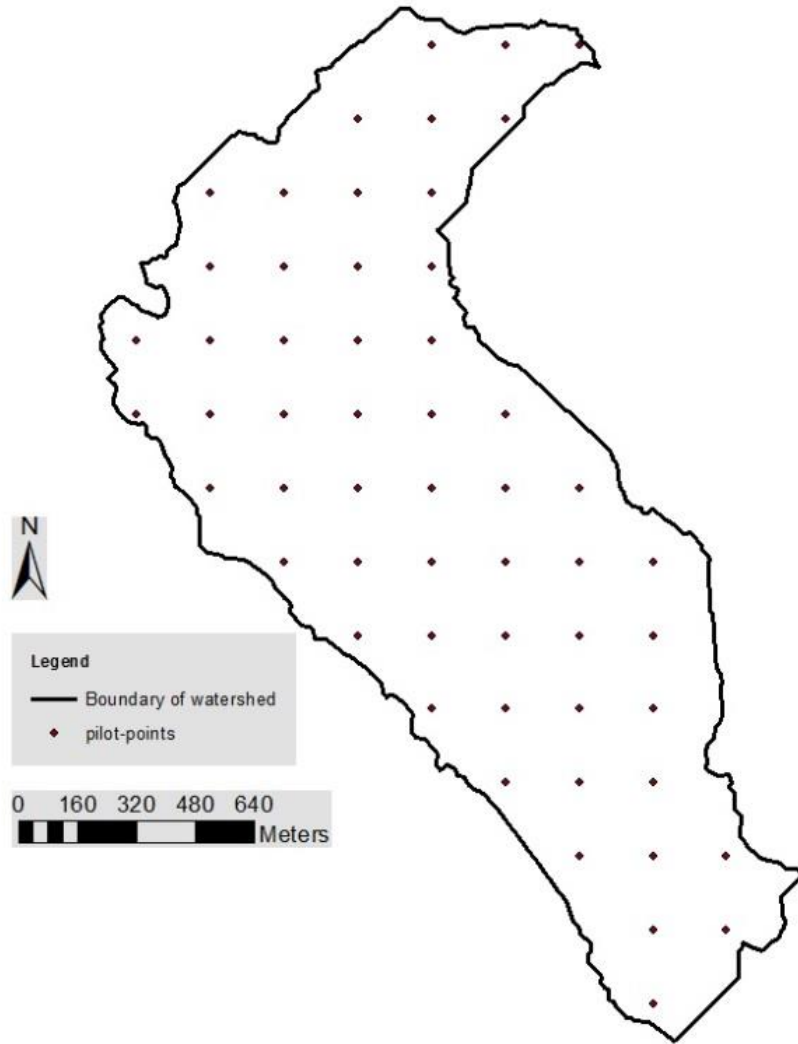 N
Legend
Boundary of watershed
pilot-points
0 160 320 480 640
Meters